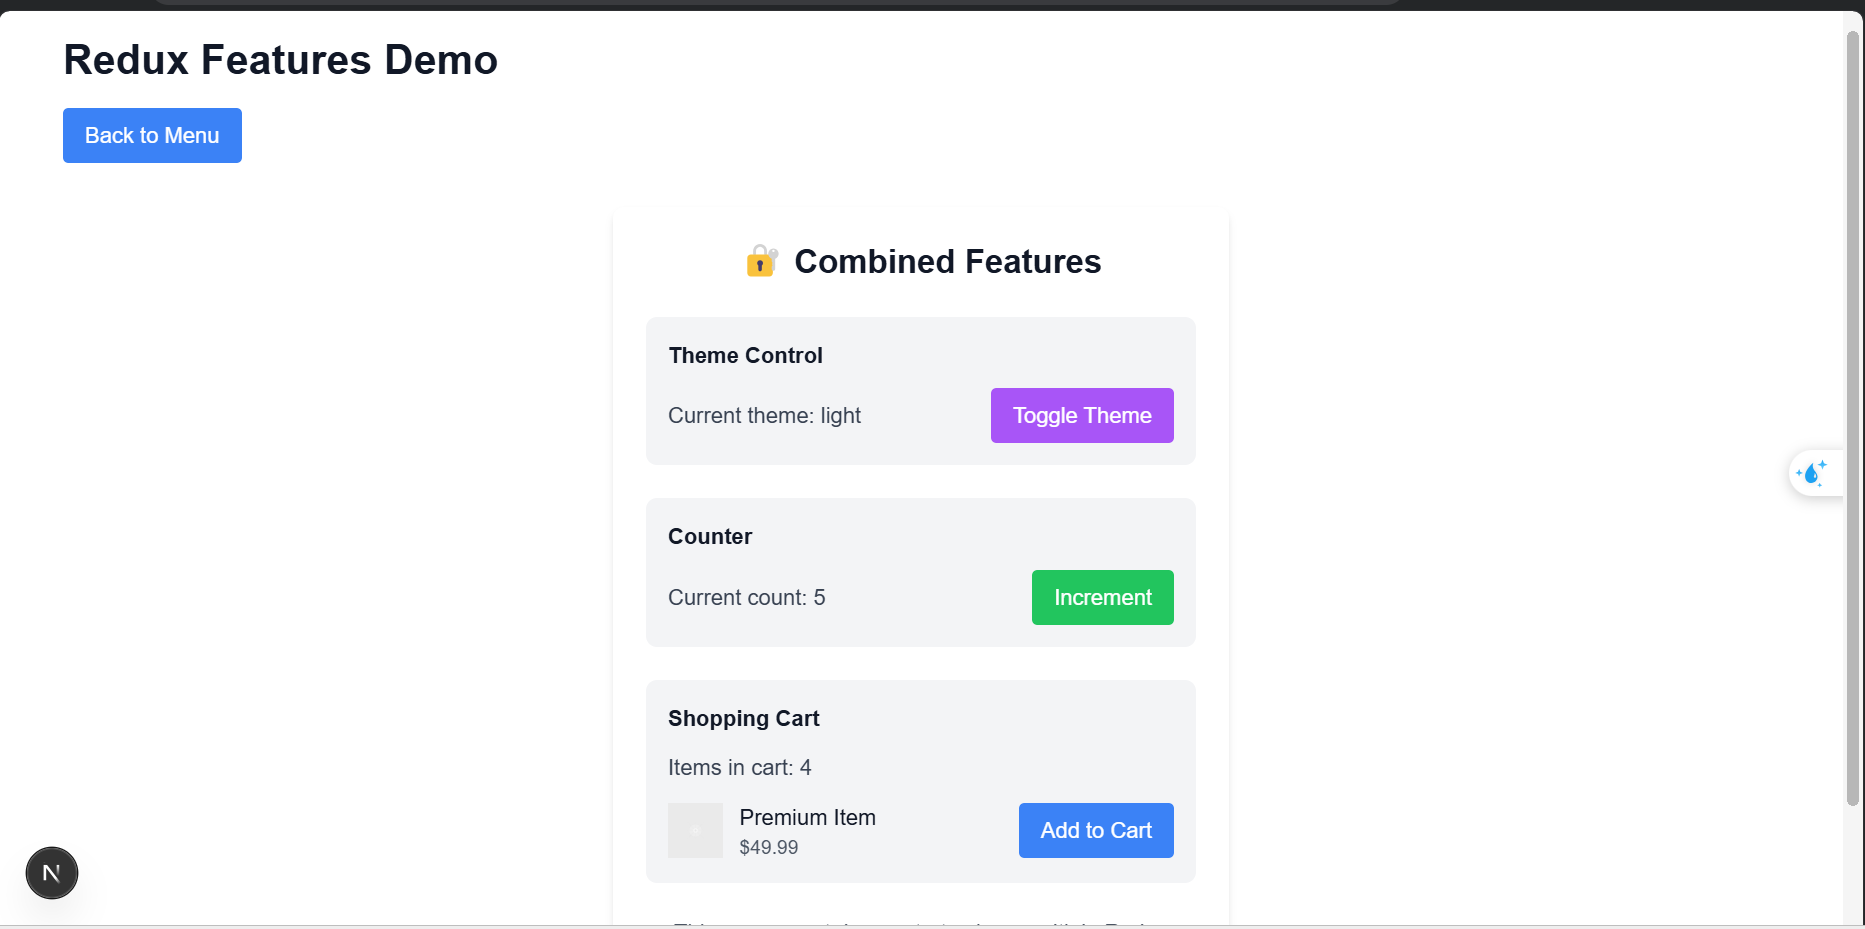 Redux Features Demo
Back to Menu
🔐 Combined Features
Theme Control
Current theme: light
Toggle Theme
Counter
Current count: 5
Increment
Shopping Cart
Items in cart: 4
Premium Item
$49.99
Add to Cart
N